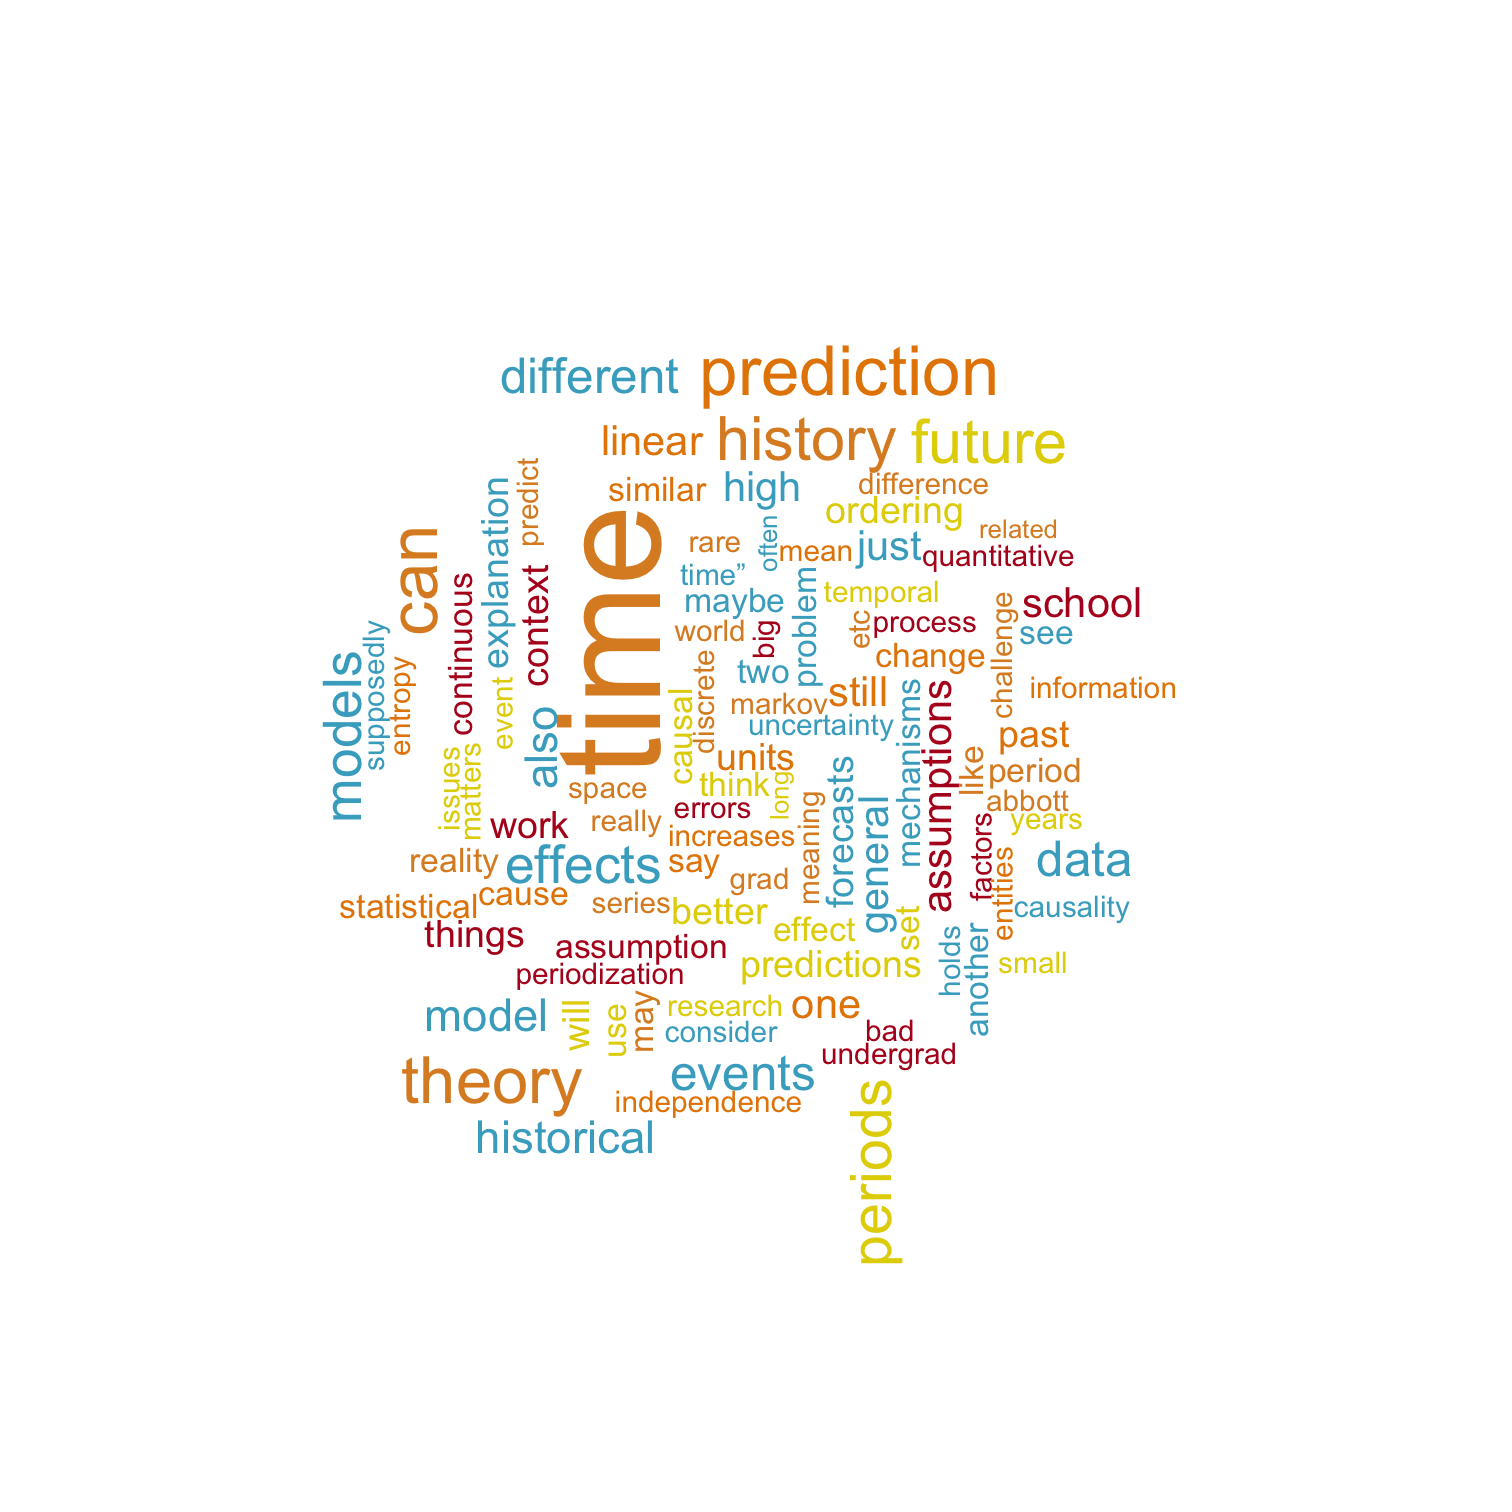 different
prediction
linear
history
future
similar
high
difference
predict
explanation
ordering
can
time
rare
often
mean
just
related
quantitative
time”
maybe
problem
temporal
continuous
context
world
big
etc
process
school
see
challenge
change
models
supposedly
entropy
event
two
discrete
causal
markov
still
uncertainty
mechanisms
assumptions
information
past
also
units
issues
matters
space
think
long
like
period
abbott
years
work
really
errors
increases
meaning
forecasts
general
factors
data
reality
effects
say
grad
entities
statistical
cause
series
better
effect
set
causality
things
assumption
periodization
predictions
holds
another
small
model
will
use
may
research
one
consider
bad
undergrad
theory
events
independence
historical
periods